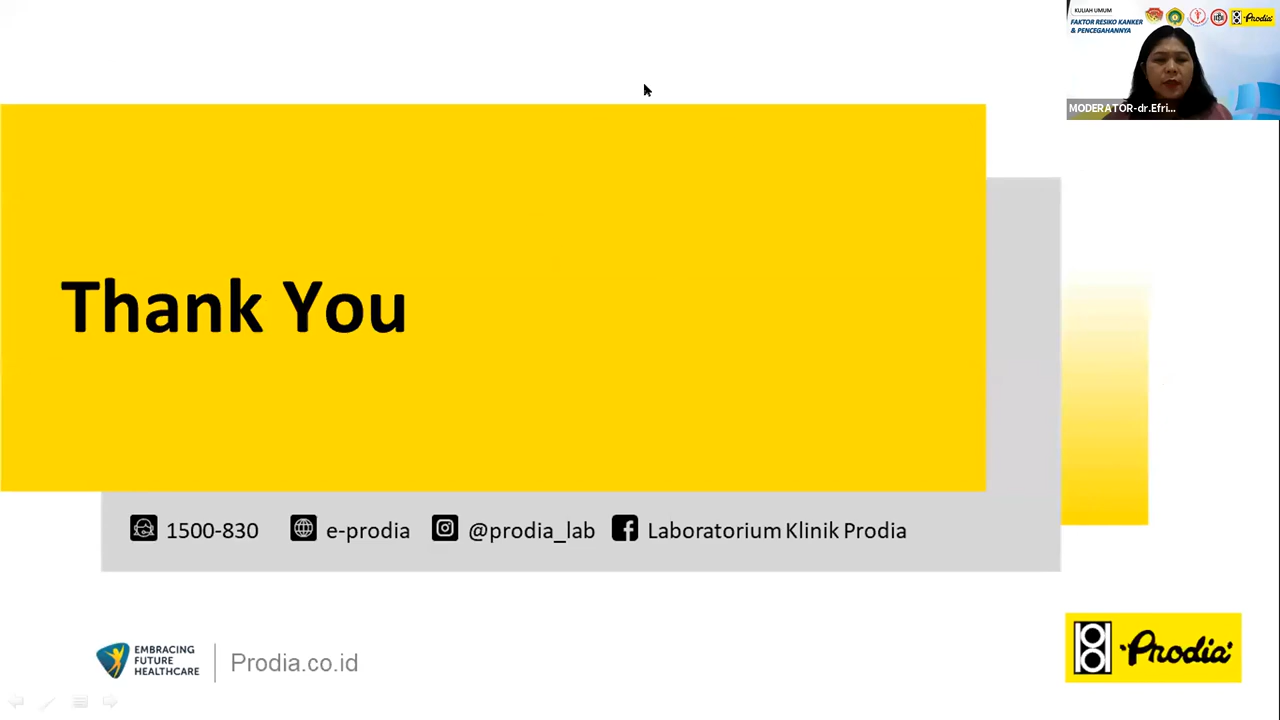 KULIAH UMUM
FAKTOR RESIKO KANKER
& PENCEGAHANNYA
Prodia
MODERATOR-dr.Efri...
Thank You
1500-830
e-prodia
@prodia_lab
Laboratorium Klinik Prodia
EMBRACING
FUTURE
HEALTHCARE
Prodia.co.id
Prodia